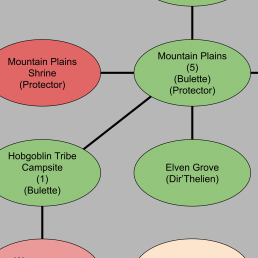 Mountain Plains
Shrine
(Protector)
Mountain Plains
(5)
(Bulette)
(Protector)
Hobgoblin Tribe
Campsite
(1)
(Bulette)
Elven Grove
(Dir'Thelien)